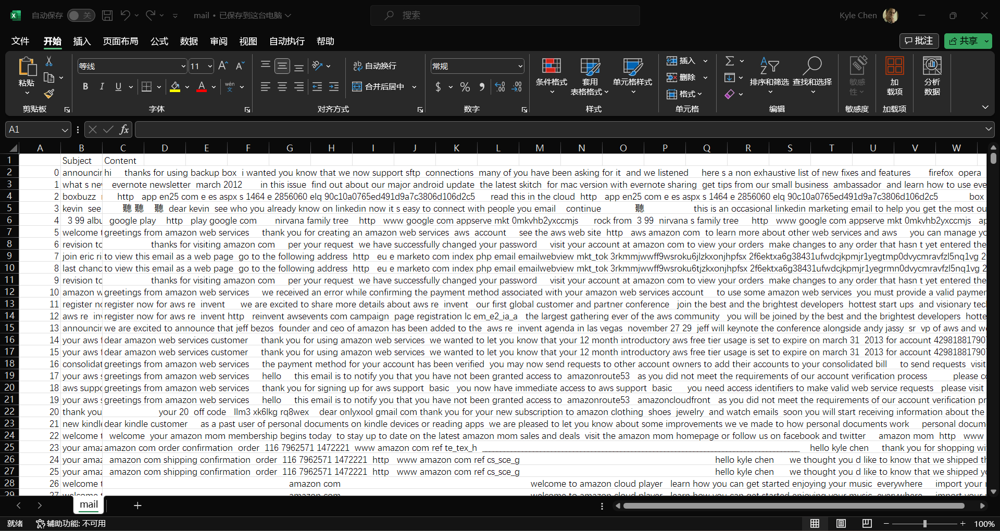 自动保存 关 mail • 已保存到这台电脑 搜索 Kyle Chen
文件 开始 插入 页面布局 公式 数据 审阅 视图 自动执行 帮助 批注 共享
粘贴
剪贴板
等线 11
B I U wén 文
字体
自动换行
合并后居中
对齐方式
常规
数字
条件格式
套用
表格格式
单元格样式
样式
插入
删除
格式
单元格
排序和筛选 查找和选择
编辑
敏感
性
敏感度
加
载项
加载项
分析
数据
A1 fx
A B C D E F G H I J K L M N O P Q R S T U V W
1 Subject Content
2 0 announcin hi thanks for using backup box i wanted you know that we now support sftp connections many of you have been asking for it and we listened here s a non exhaustive list of new fixes and features firefox opera
3 1 what s new evernote newsletter march 2012 in this issue find out about our major android update the latest skitch for mac version with evernote sharing get tips from our small business ambassador and learn how to use eve
4 2 boxbuzz http app en25 com e es aspx s 1464 e 2856060 elq 90c10a0765ed491d9a7c3806d106d2c5 read this in the cloud http app en25 com e es aspx s 1464 e 2856060 elq 90c10a0765ed491d9a7c3806d106d2c5 box
5 3 kevin see 聽 聽 聽 dear kevin see who you already know on linkedin now it s easy to connect with people you email continue 聽 this is an occasional linkedin marketing email to help you get the most ou
6 4 3 99 albu google play http play google com nirvana family tree http www google com appserve mkt 0mkvhb2yxccmjs rock from 3 99 nirvana s family tree http www google com appserve mkt 0mkvhb2yxccmjs ap
7 5 welcome t greetings from amazon web services thank you for creating an amazon web services aws account see the aws web site http aws amazon com to learn more about other web services and aws you can manage yo
8 6 revision to thanks for visiting amazon com per your request we have successfully changed your password visit your account at amazon com to view your orders make changes to any order that hasn t yet entered the
9 7 join eric ri to view this email as a web page go to the following address http eu e marketo com index php email emailwebview mkt_tok 3rkmmjwwff9wsroku6jlzkxonjhpfsx 2f6ektxa6g38431ufwdcjkpmjr1yegtmp0dvycmravfzl5nq1vg 2
10 8 last chanc to view this email as a web page go to the following address http eu e marketo com index php email emailwebview mkt_tok 3rkmmjwwff9wsroku6tjzkxonjhpfsx 2f6ektxa6g38431ufwdcjkpmjr1yegrmn0dvycmravfzl5nq1vg 2
11 9 revision to thanks for visiting amazon com per your request we have successfully changed your password visit your account at amazon com to view your orders make changes to any order that hasn t yet entered the
12 10 amazon w greetings from amazon web services we received an error while confirming the payment method associated with your amazon web services account to use some amazon web services you must provide a valid paymer
13 11 register no register now for aws re invent we are excited to share more details about aws re invent our first global customer and partner conference join the best and the brightest developers hottest start ups and visionary tec
14 12 aws re inv register now for aws re invent http reinvent awsevents com campaign page registration lc em_e2_ia_a the largest gathering ever of the aws community you will be joined by the best and the brightest developers hotte
15 13 announcin we are excited to announce that jeff bezos founder and ceo of amazon has been added to the aws re invent agenda in las vegas november 27 29 jeff will keynote the conference alongside andy jassy sr vp of aws and we
16 14 your aws f dear amazon web services customer thank you for using amazon web services we wanted to let you know that your 12 month introductory aws free tier usage is set to expire on march 31 2013 for account 42981881790
17 15 your aws f dear amazon web services customer thank you for using amazon web services we wanted to let you know that your 12 month introductory aws free tier usage is set to expire on march 31 2013 for account 42981881790
18 16 consolidat greetings from amazon web services the payment method for your account has been verified you may now send requests to other account owners to add their accounts to your consolidated bill to send requests visit
19 17 your aws s greetings from amazon web services hello this email is to notify you that you have not been granted access to amazonroute53 as you did not meet the requirements of our account verification process please co
20 18 aws suppo greetings from amazon web services thank you for signing up for aws support basic you now have immediate access to aws support basic you need access identifiers to make valid web service requests please visit
21 19 your aws s greetings from amazon web services hello this email is to notify you that you have not been granted access to amazonroute53 amazoncloudfront as you did not meet the requirements of our account verification pr
22 20 thank you your 20 off code llm3 xk6lkg rq8wex dear onlyxool gmail com thank you for your new subscription to amazon clothing shoes jewelry and watch emails soon you will start receiving information about the
23 21 new kindle dear kindle customer as a past user of personal documents on kindle devices or reading apps we are pleased to let you know about some improvements we ve made to how personal documents work personal docum
24 22 welcome t welcome your amazon mom membership begins today to stay up to date on the latest amazon mom sales and deals visit the amazon mom homepage or follow us on facebook and twitter amazon mom http www
25 23 your amaz amazon com order confirmation order 116 7962571 1472221 www amazon com ref te_tex_h hello kyle chen thank you for shopping wi
26 24 your amaz amazon com shipping confirmation order 116 7962571 1472221 http www amazon com ref cs_sce_g hello kyle chen we thought you d like to know that we shipped th
27 25 your amaz amazon com shipping confirmation order 116 7962571 1472221 http www amazon com ref cs_sce_g hello kyle chen we thought you d like to know that we shipped yo
28 26 welcome t amazon com welcome to amazon cloud player learn how you can get started enjoying your music everywhere import your r
29 27 welcome t amazon com welcome to amazon cloud player learn how you can get started enjoying your music everywhere import your r
mail
就绪 辅助功能: 不可用 100%